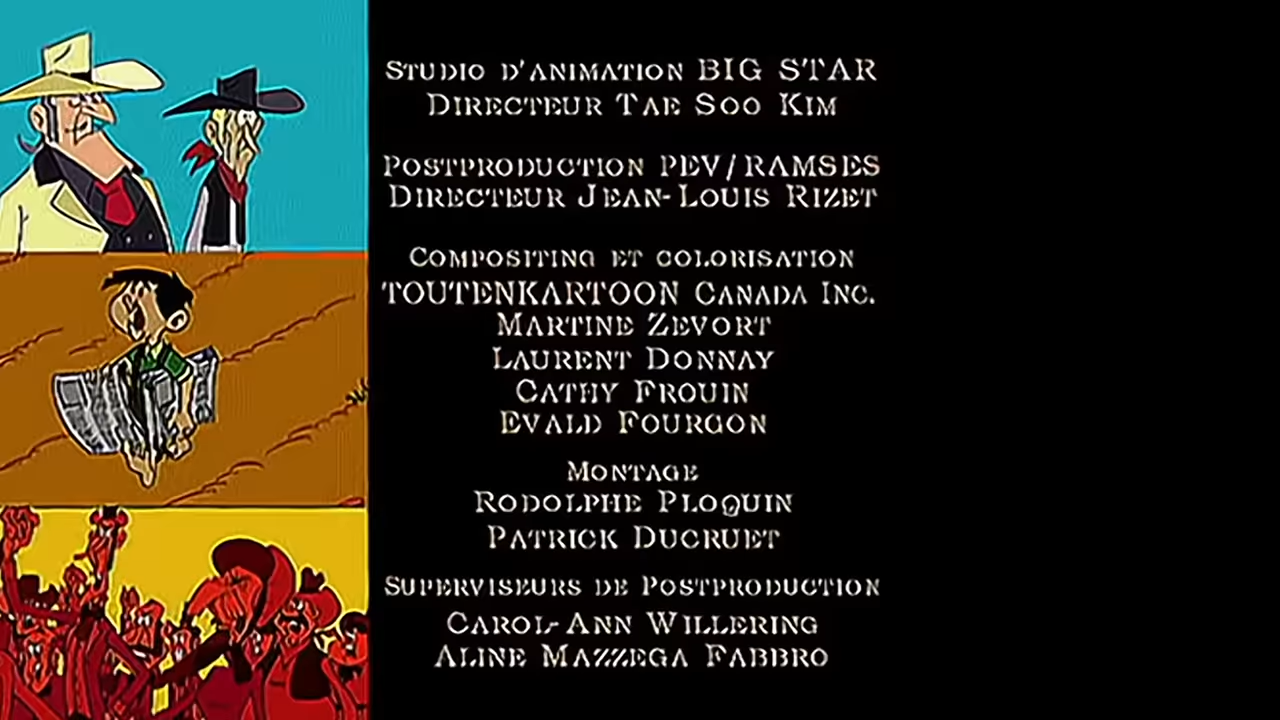 STUDIO D'ANIMATION BIG STAR
DIRECTEUR TAE SOO KIM
POSTPRODUCTION PEV/RAMSES
DIRECTEUR JEAN-LOUIS RIZET
COMPOSITING ET COLORISATION
TOUTENKARTOON CANADA INC.
MARTINE ZEVORT
LAURENT DONNAY
CATHY FROUIN
EVALD FOURGON
MONTAGE
RODOLPHE PLOQUIN
PATRICK DUCRUET
SUPERVISEURS DE POSTPRODUCTION
CAROL-ANN WILLERING
ALINE MAZZEGA FABBRO